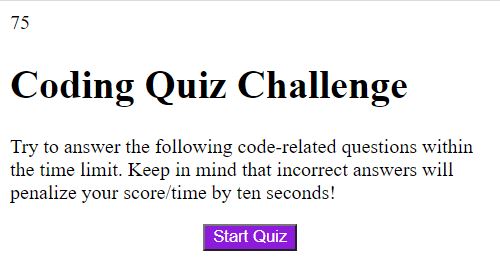 75
Coding Quiz Challenge
Try to answer the following code-related questions within
the time limit. Keep in mind that incorrect answers will
penalize your score/time by ten seconds!
Start Quiz